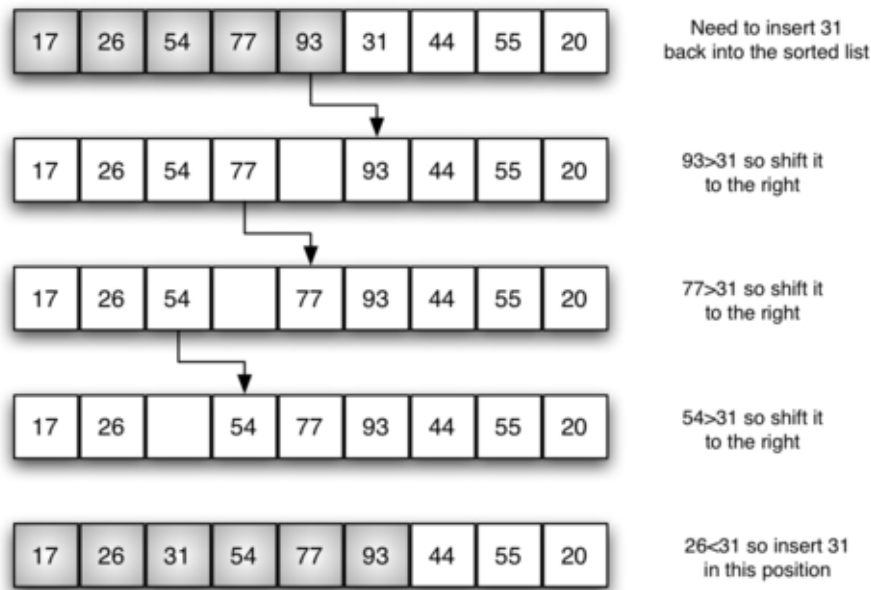 17 26 54 77 93 31 44 55 20
Need to insert 31
back into the sorted list
17 26 54 77 93 44 55 20
93>31 so shift it
to the right
17 26 54 77 93 44 55 20
77>31 so shift it
to the right
17 26 54 77 93 44 55 20
54>31 so shift it
to the right
17 26 31 54 77 93 44 55 20
26<31 so insert 31
in this position